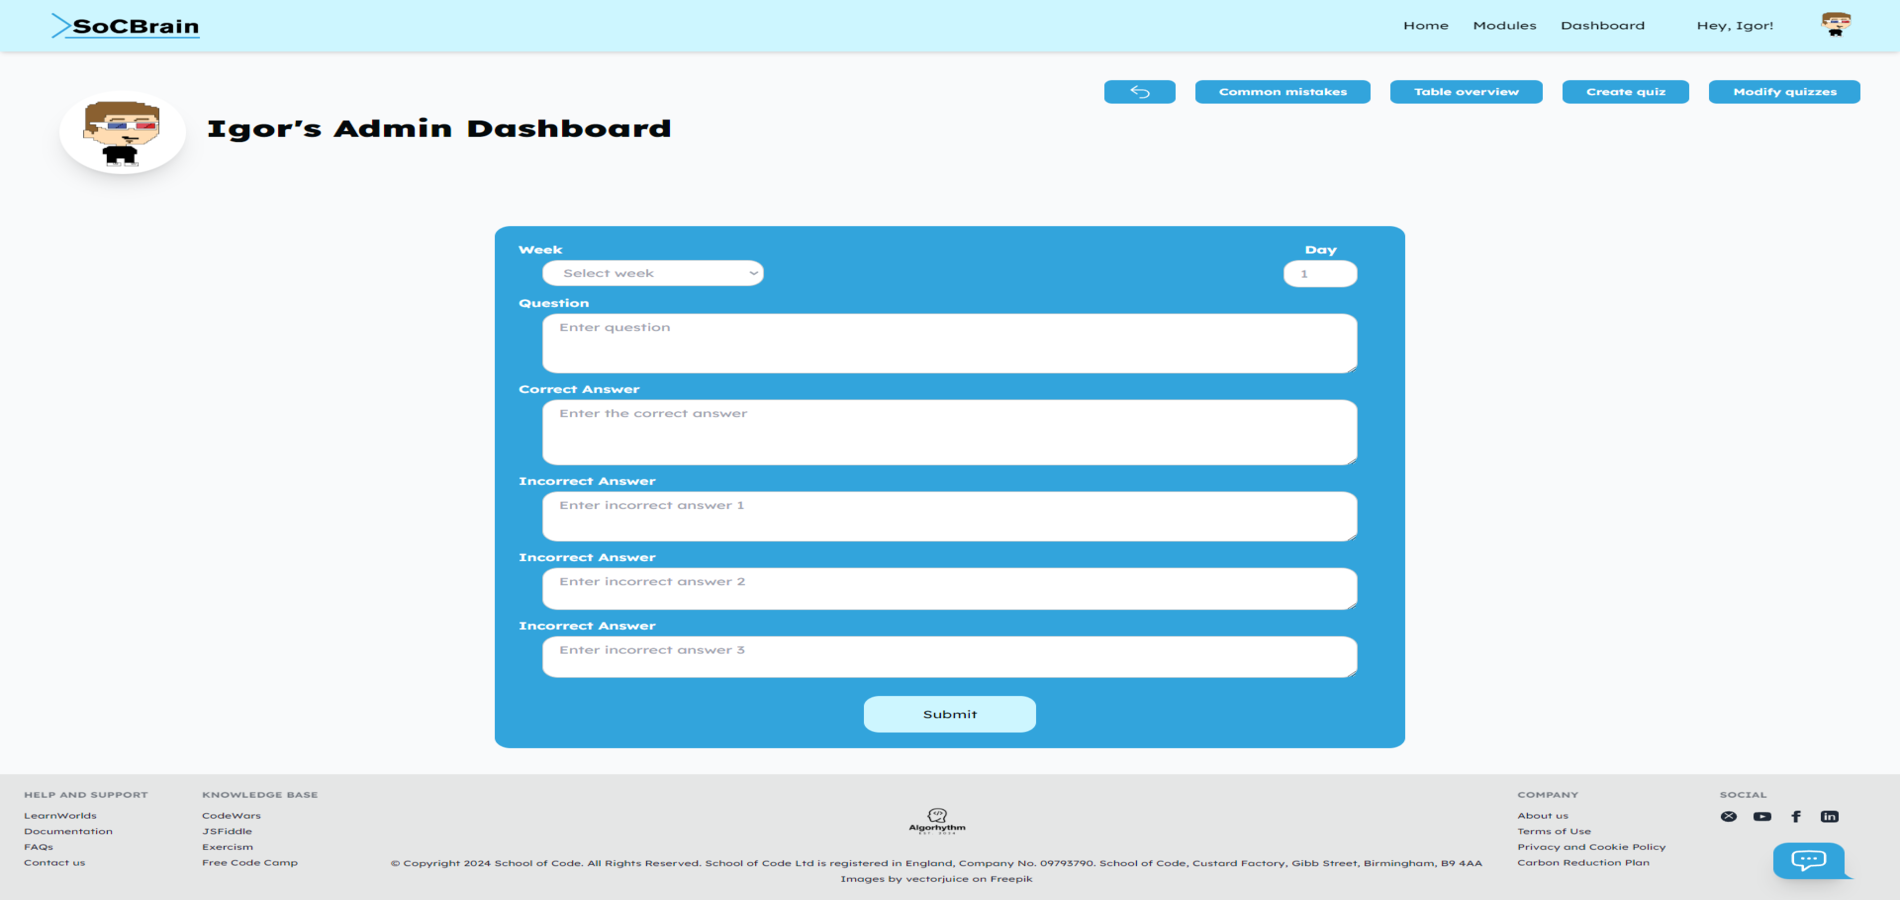 SoCBrain
Home Modules Dashboard Hey, Igor!
Common mistakes Table overview Create quiz Modify quizzes
Igor's Admin Dashboard
Week Day
Select week 1
Question
Enter question
Correct Answer
Enter the correct answer
Incorrect Answer
Enter incorrect answer 1
Incorrect Answer
Enter incorrect answer 2
Incorrect Answer
Enter incorrect answer 3
Submit
HELP AND SUPPORT
LearnWorlds
Documentation
FAQs
Contact us
KNOWLEDGE BASE
CodeWars
JSFiddle
Exercism
Free Code Camp
Algorhythm
EST. 2024
© Copyright 2024 School of Code. All Rights Reserved. School of Code Ltd is registered in England, Company No. 09793790. School of Code, Custard Factory, Gibb Street, Birmingham, B9 4AA
Images by vectorjuice on Freepik
COMPANY
About us
Terms of Use
Privacy and Cookie Policy
Carbon Reduction Plan
SOCIAL